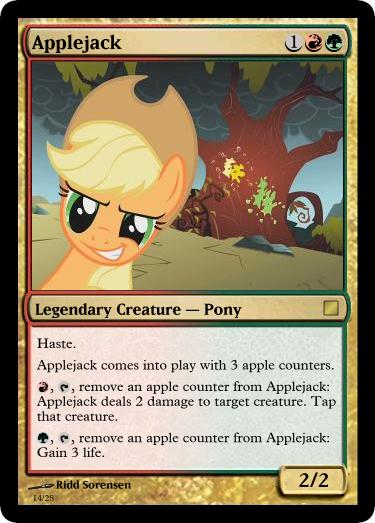 Applejack 1
Legendary Creature — Pony
Haste.
Applejack comes into play with 3 apple counters.
, , remove an apple counter from Applejack:
Applejack deals 2 damage to target creature. Tap
that creature.
, , remove an apple counter from Applejack:
Gain 3 life.
2/2
Ridd Sorensen
14/28